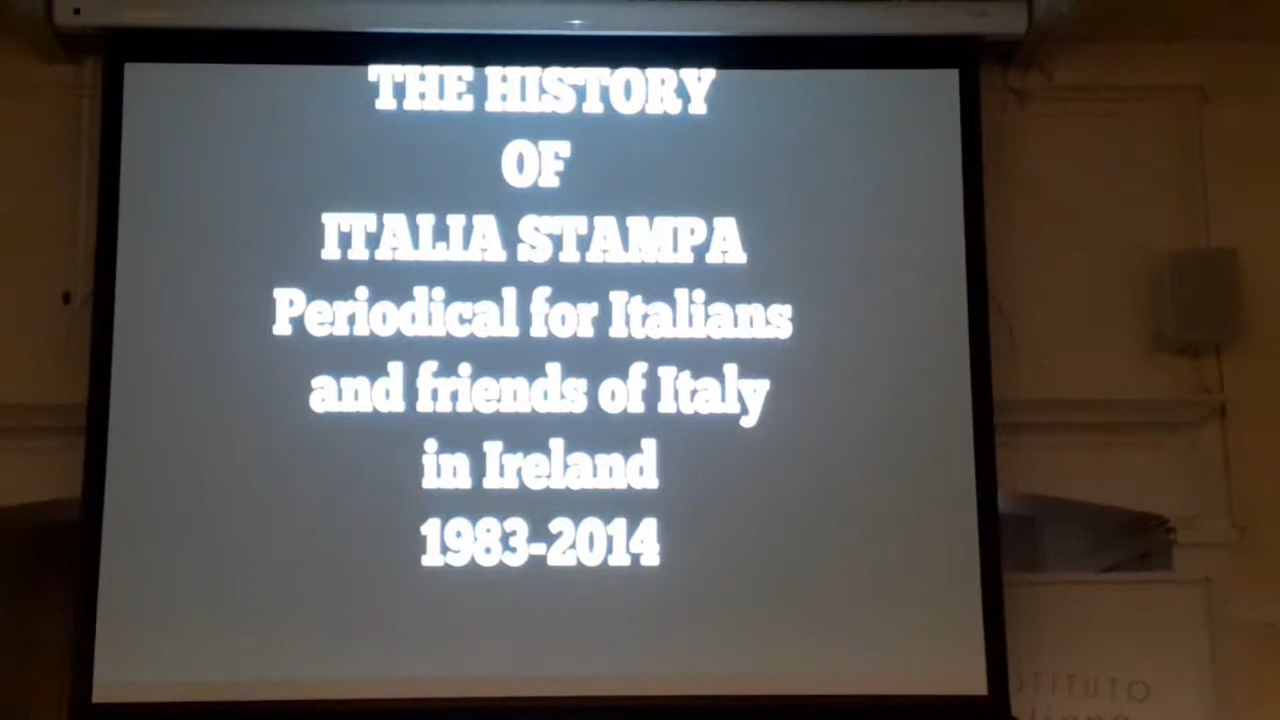 THE HISTORY
OF
ITALIA STAMPA
Periodical for Italians
and friends of Italy
in Ireland
1983-2014